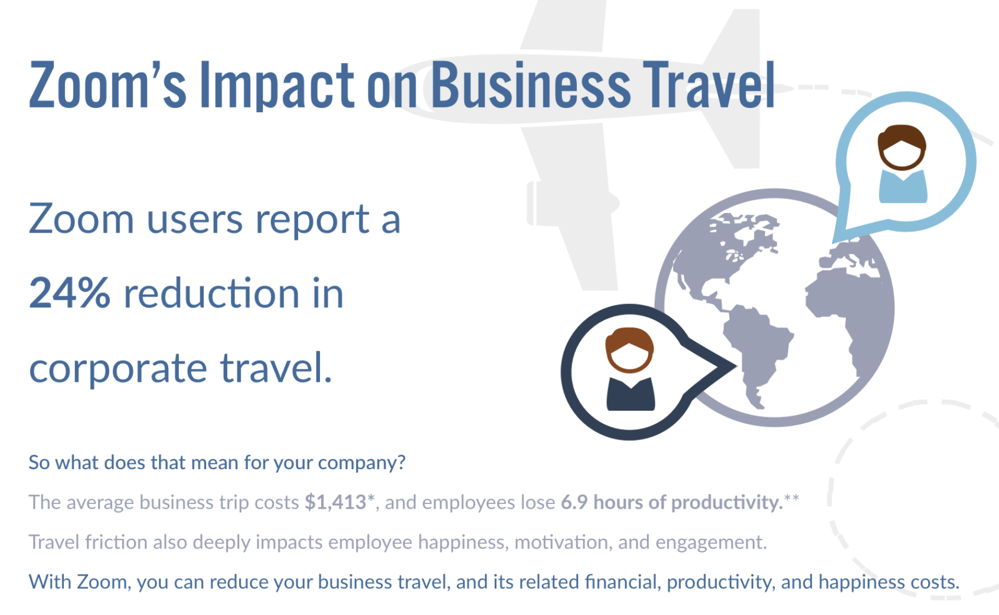 Zoom's Impact on Business Travel
Zoom users report a
24% reduction in
corporate travel.
So what does that mean for your company?
The average business trip costs $1,413*, and employees lose 6.9 hours of productivity.**
Travel friction also deeply impacts employee happiness, motivation, and engagement.
With Zoom, you can reduce your business travel, and its related financial, productivity, and happiness costs.